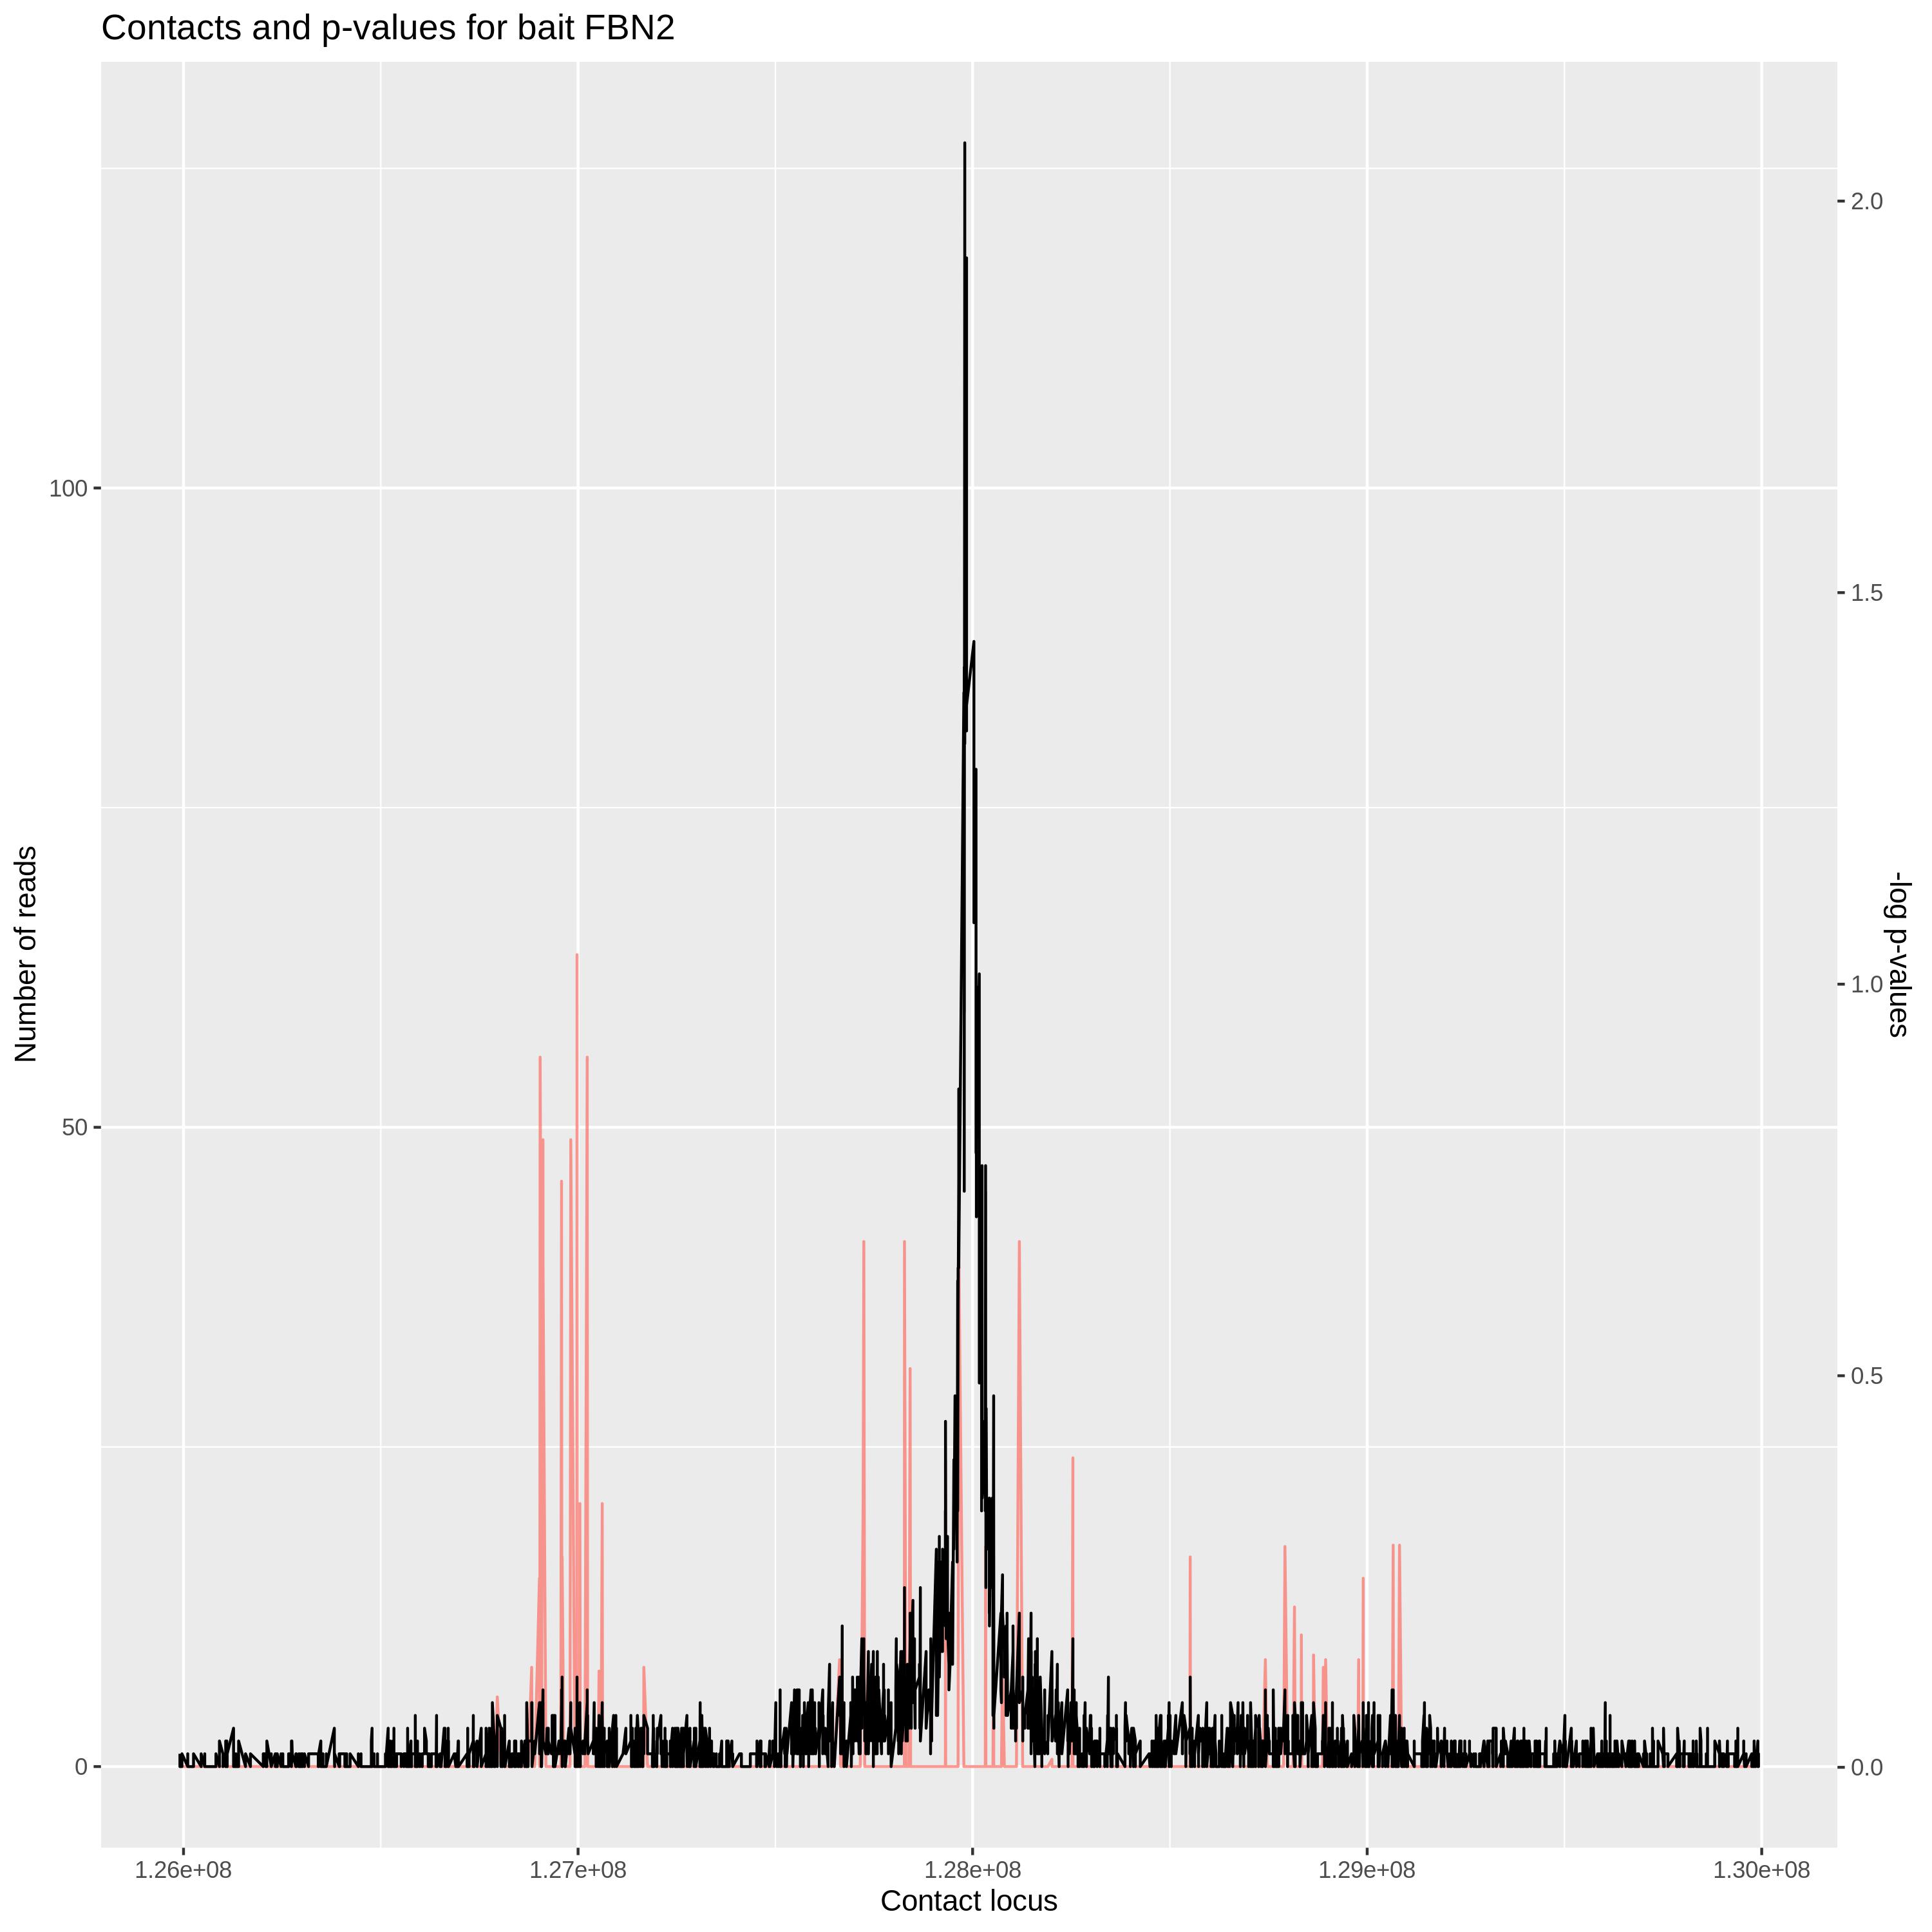 Contacts and p-values for bait FBN2
Number of reads
100
50
0
2.0
1.5
1.0
0.5
0.0
-log p-values
1.26e+08
1.27e+08
1.28e+08
1.29e+08
1.30e+08
Contact locus